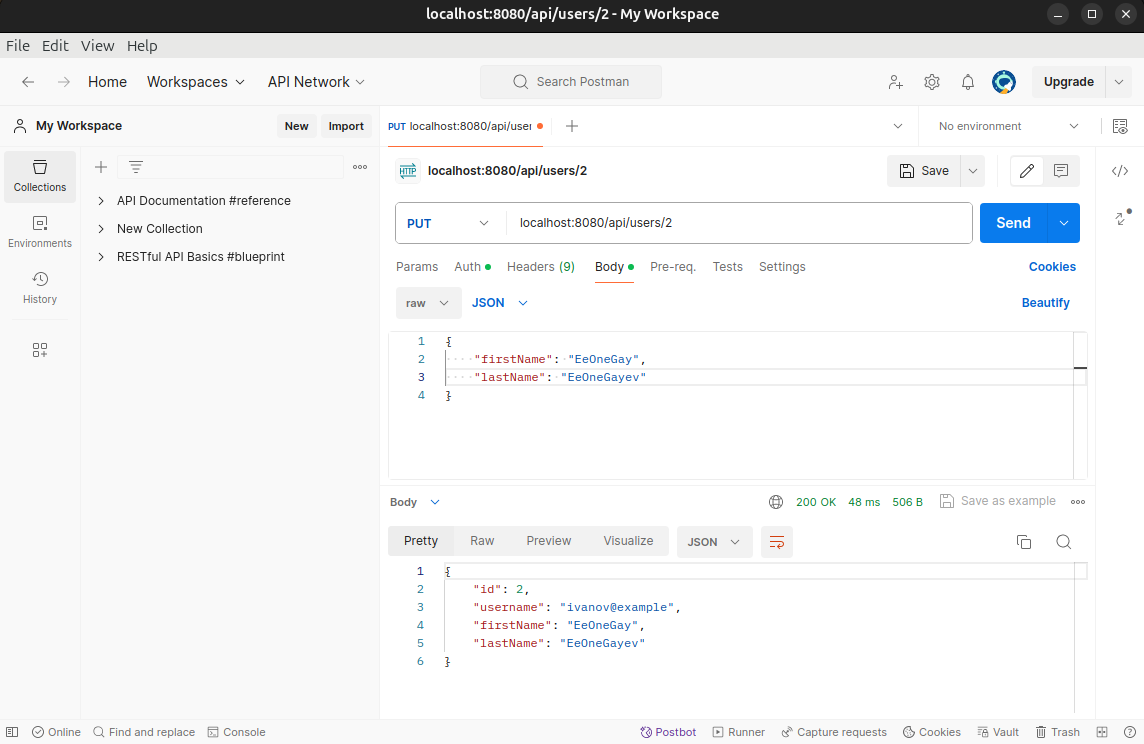 localhost:8080/api/users/2 - My Workspace
File Edit View Help
Home Workspaces API Network Search Postman Upgrade
My Workspace New Import
PUT localhost:8080/api/user No environment
Collections
Environments
History
API Documentation #reference
New Collection
RESTful API Basics #blueprint
HTTP localhost:8080/api/users/2 Save
PUT localhost:8080/api/users/2 Send
Params Auth Headers (9) Body Pre-req. Tests Settings Cookies
raw JSON Beautify
1 {
2 "firstName": "EeOneGay",
3 "lastName": "EeOneGayev"
4 }
Body 200 OK 48 ms 506 B Save as example
Pretty Raw Preview Visualize JSON
1 {
2 "id": 2,
3 "username": "ivanov@example",
4 "firstName": "EeOneGay",
5 "lastName": "EeOneGayev"
6 }
Online Find and replace Console Postbot Runner Capture requests Cookies Vault Trash